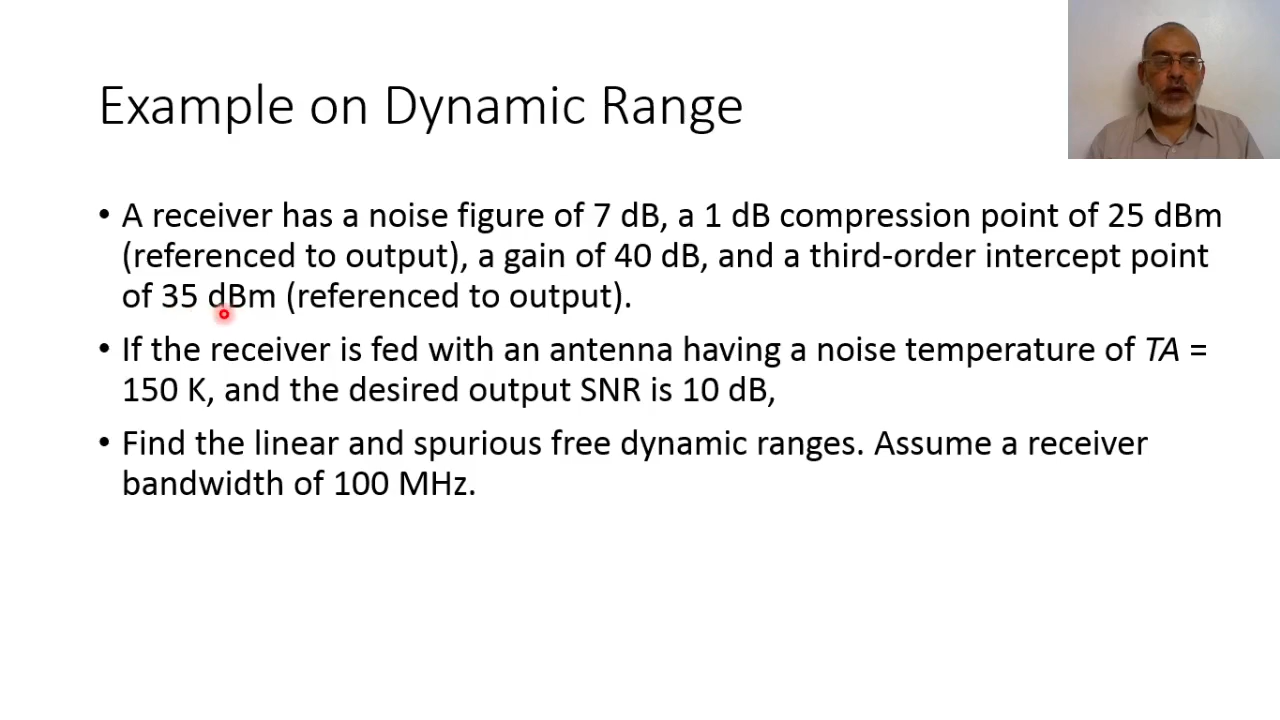 Example on Dynamic Range
• A receiver has a noise figure of 7 dB, a 1 dB compression point of 25 dBm
(referenced to output), a gain of 40 dB, and a third-order intercept point
of 35 dBm (referenced to output).
• If the receiver is fed with an antenna having a noise temperature of TA =
150 K, and the desired output SNR is 10 dB,
• Find the linear and spurious free dynamic ranges. Assume a receiver
bandwidth of 100 MHz.